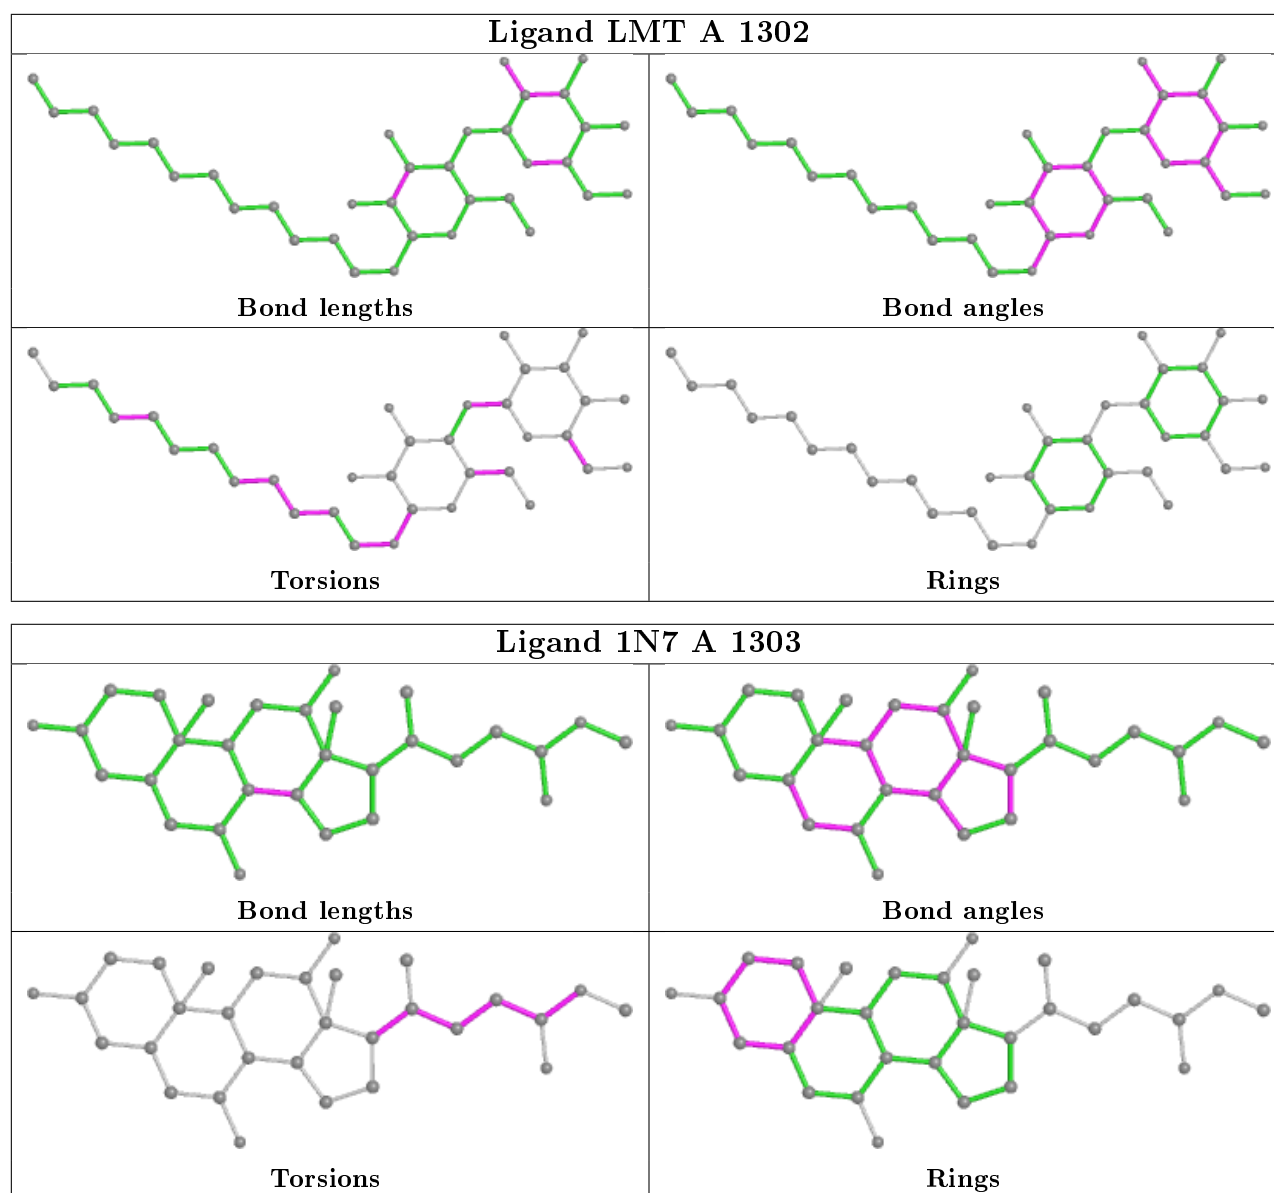 Ligand LMT A 1302
Bond lengths
Bond angles
Torsions
Rings
Ligand 1N7 A 1303
Bond lengths
Bond angles
Torsions
Rings